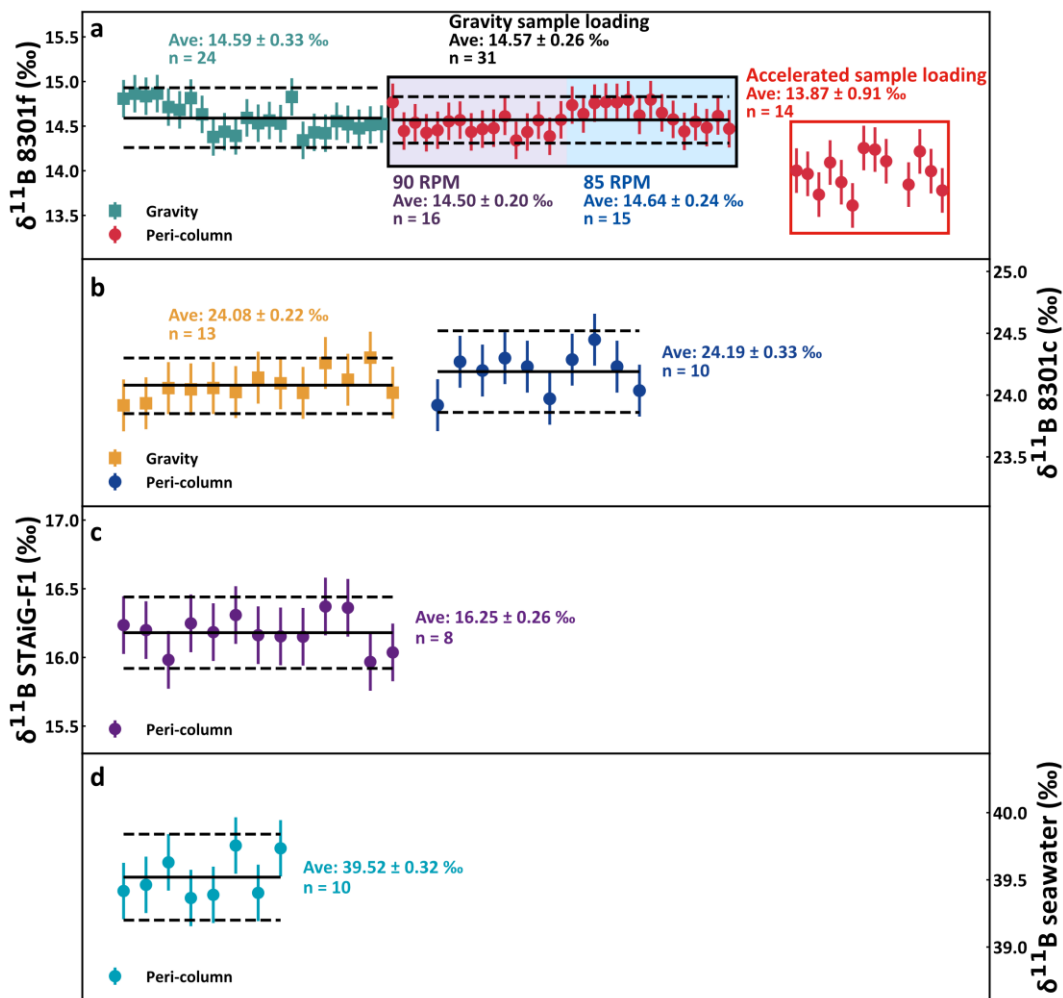 a
δ¹¹B 8301f (‰)
15.5
15.0
14.5
14.0
13.5
Ave: 14.59 ± 0.33 ‰
n = 24
Gravity sample loading
Ave: 14.57 ± 0.26 ‰
n = 31
Accelerated sample loading
Ave: 13.87 ± 0.91 ‰
n = 14
90 RPM
Ave: 14.50 ± 0.20 ‰
n = 16
85 RPM
Ave: 14.64 ± 0.24 ‰
n = 15
Gravity
Peri-column
b
Ave: 24.08 ± 0.22 ‰
n = 13
Ave: 24.19 ± 0.33 ‰
n = 10
Gravity
Peri-column
25.0
24.5
24.0
23.5
δ¹¹B 8301c (‰)
c
δ¹¹B STAiG-F1 (‰)
17.0
16.5
16.0
15.5
Ave: 16.25 ± 0.26 ‰
n = 8
Peri-column
d
Ave: 39.52 ± 0.32 ‰
n = 10
Peri-column
40.0
39.5
39.0
δ¹¹B seawater (‰)